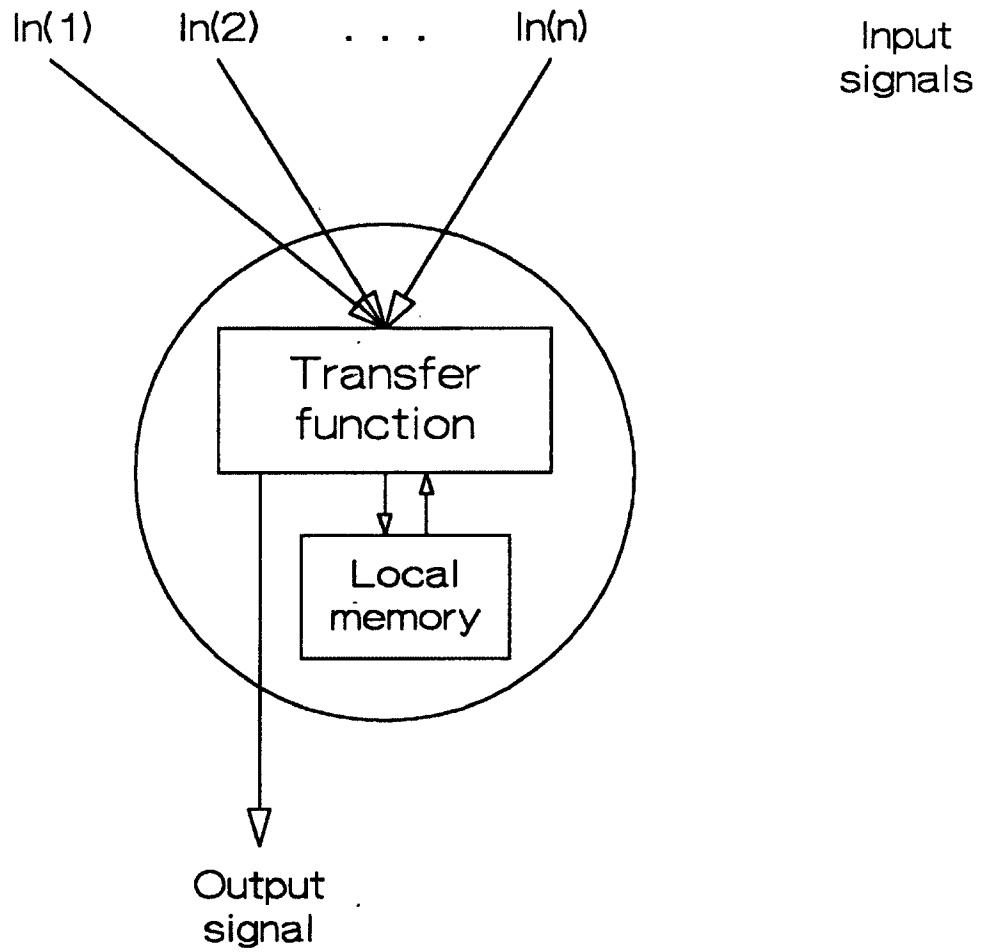 In(1) In(2) . . . In(n)
Input
signals
Transfer
function
Local
memory
Output
signal